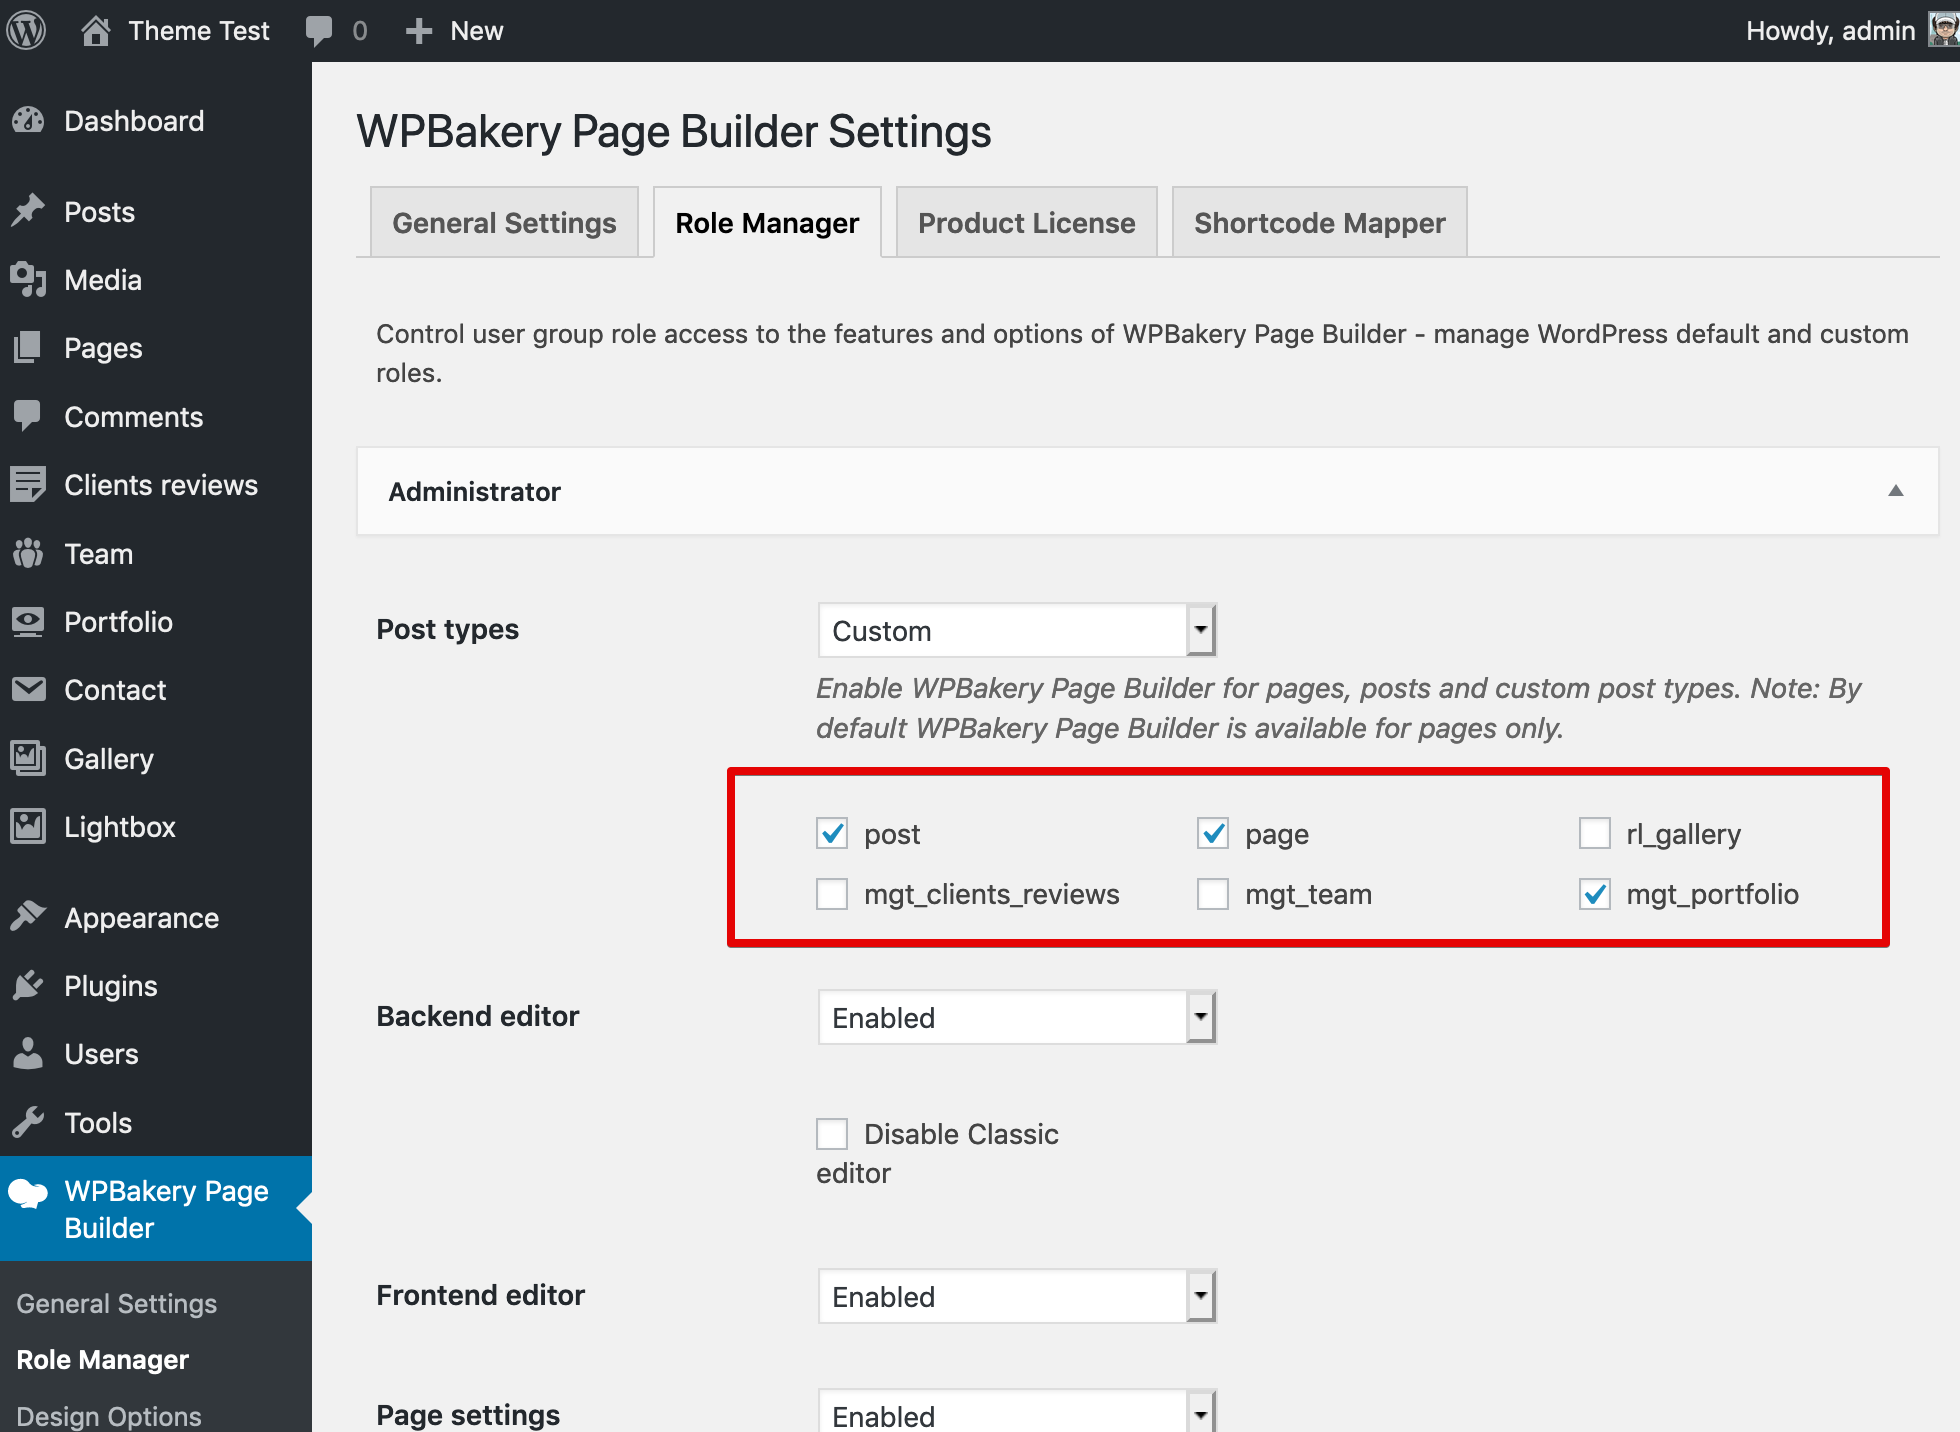 Theme Test
0
New
Howdy, admin
Dashboard
Posts
Media
Pages
Comments
Clients reviews
Team
Portfolio
Contact
Gallery
Lightbox
Appearance
Plugins
Users
Tools
WPBakery Page
Builder
General Settings
Role Manager
Design Options
WPBakery Page Builder Settings
General Settings
Role Manager
Product License
Shortcode Mapper
Control user group role access to the features and options of WPBakery Page Builder - manage WordPress default and custom
roles.
Administrator
Post types
Custom
Enable WPBakery Page Builder for pages, posts and custom post types. Note: By
default WPBakery Page Builder is available for pages only.
post
page
rl_gallery
mgt_clients_reviews
mgt_team
mgt_portfolio
Backend editor
Enabled
Disable Classic
editor
Frontend editor
Enabled
Page settings
Enabled